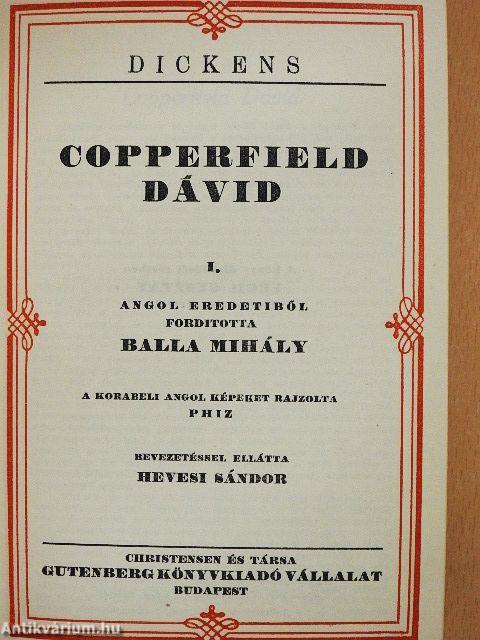 DICKENS
COPPERFIELD
DÁVID
I.
ANGOL EREDETIBŐL
FORDITOTTA
BALLA MIHÁLY
A KORABELI ANGOL KÉPEKET RAJZOLTA
PHIZ
BEVEZETÉSSEL ELLÁTTA
HEVESI SÁNDOR
CHRISTENSEN ÉS TÁRSA
GUTENBERG KÖNYVKIADÓ VÁLLALAT
BUDAPEST
Antikvárium.hu